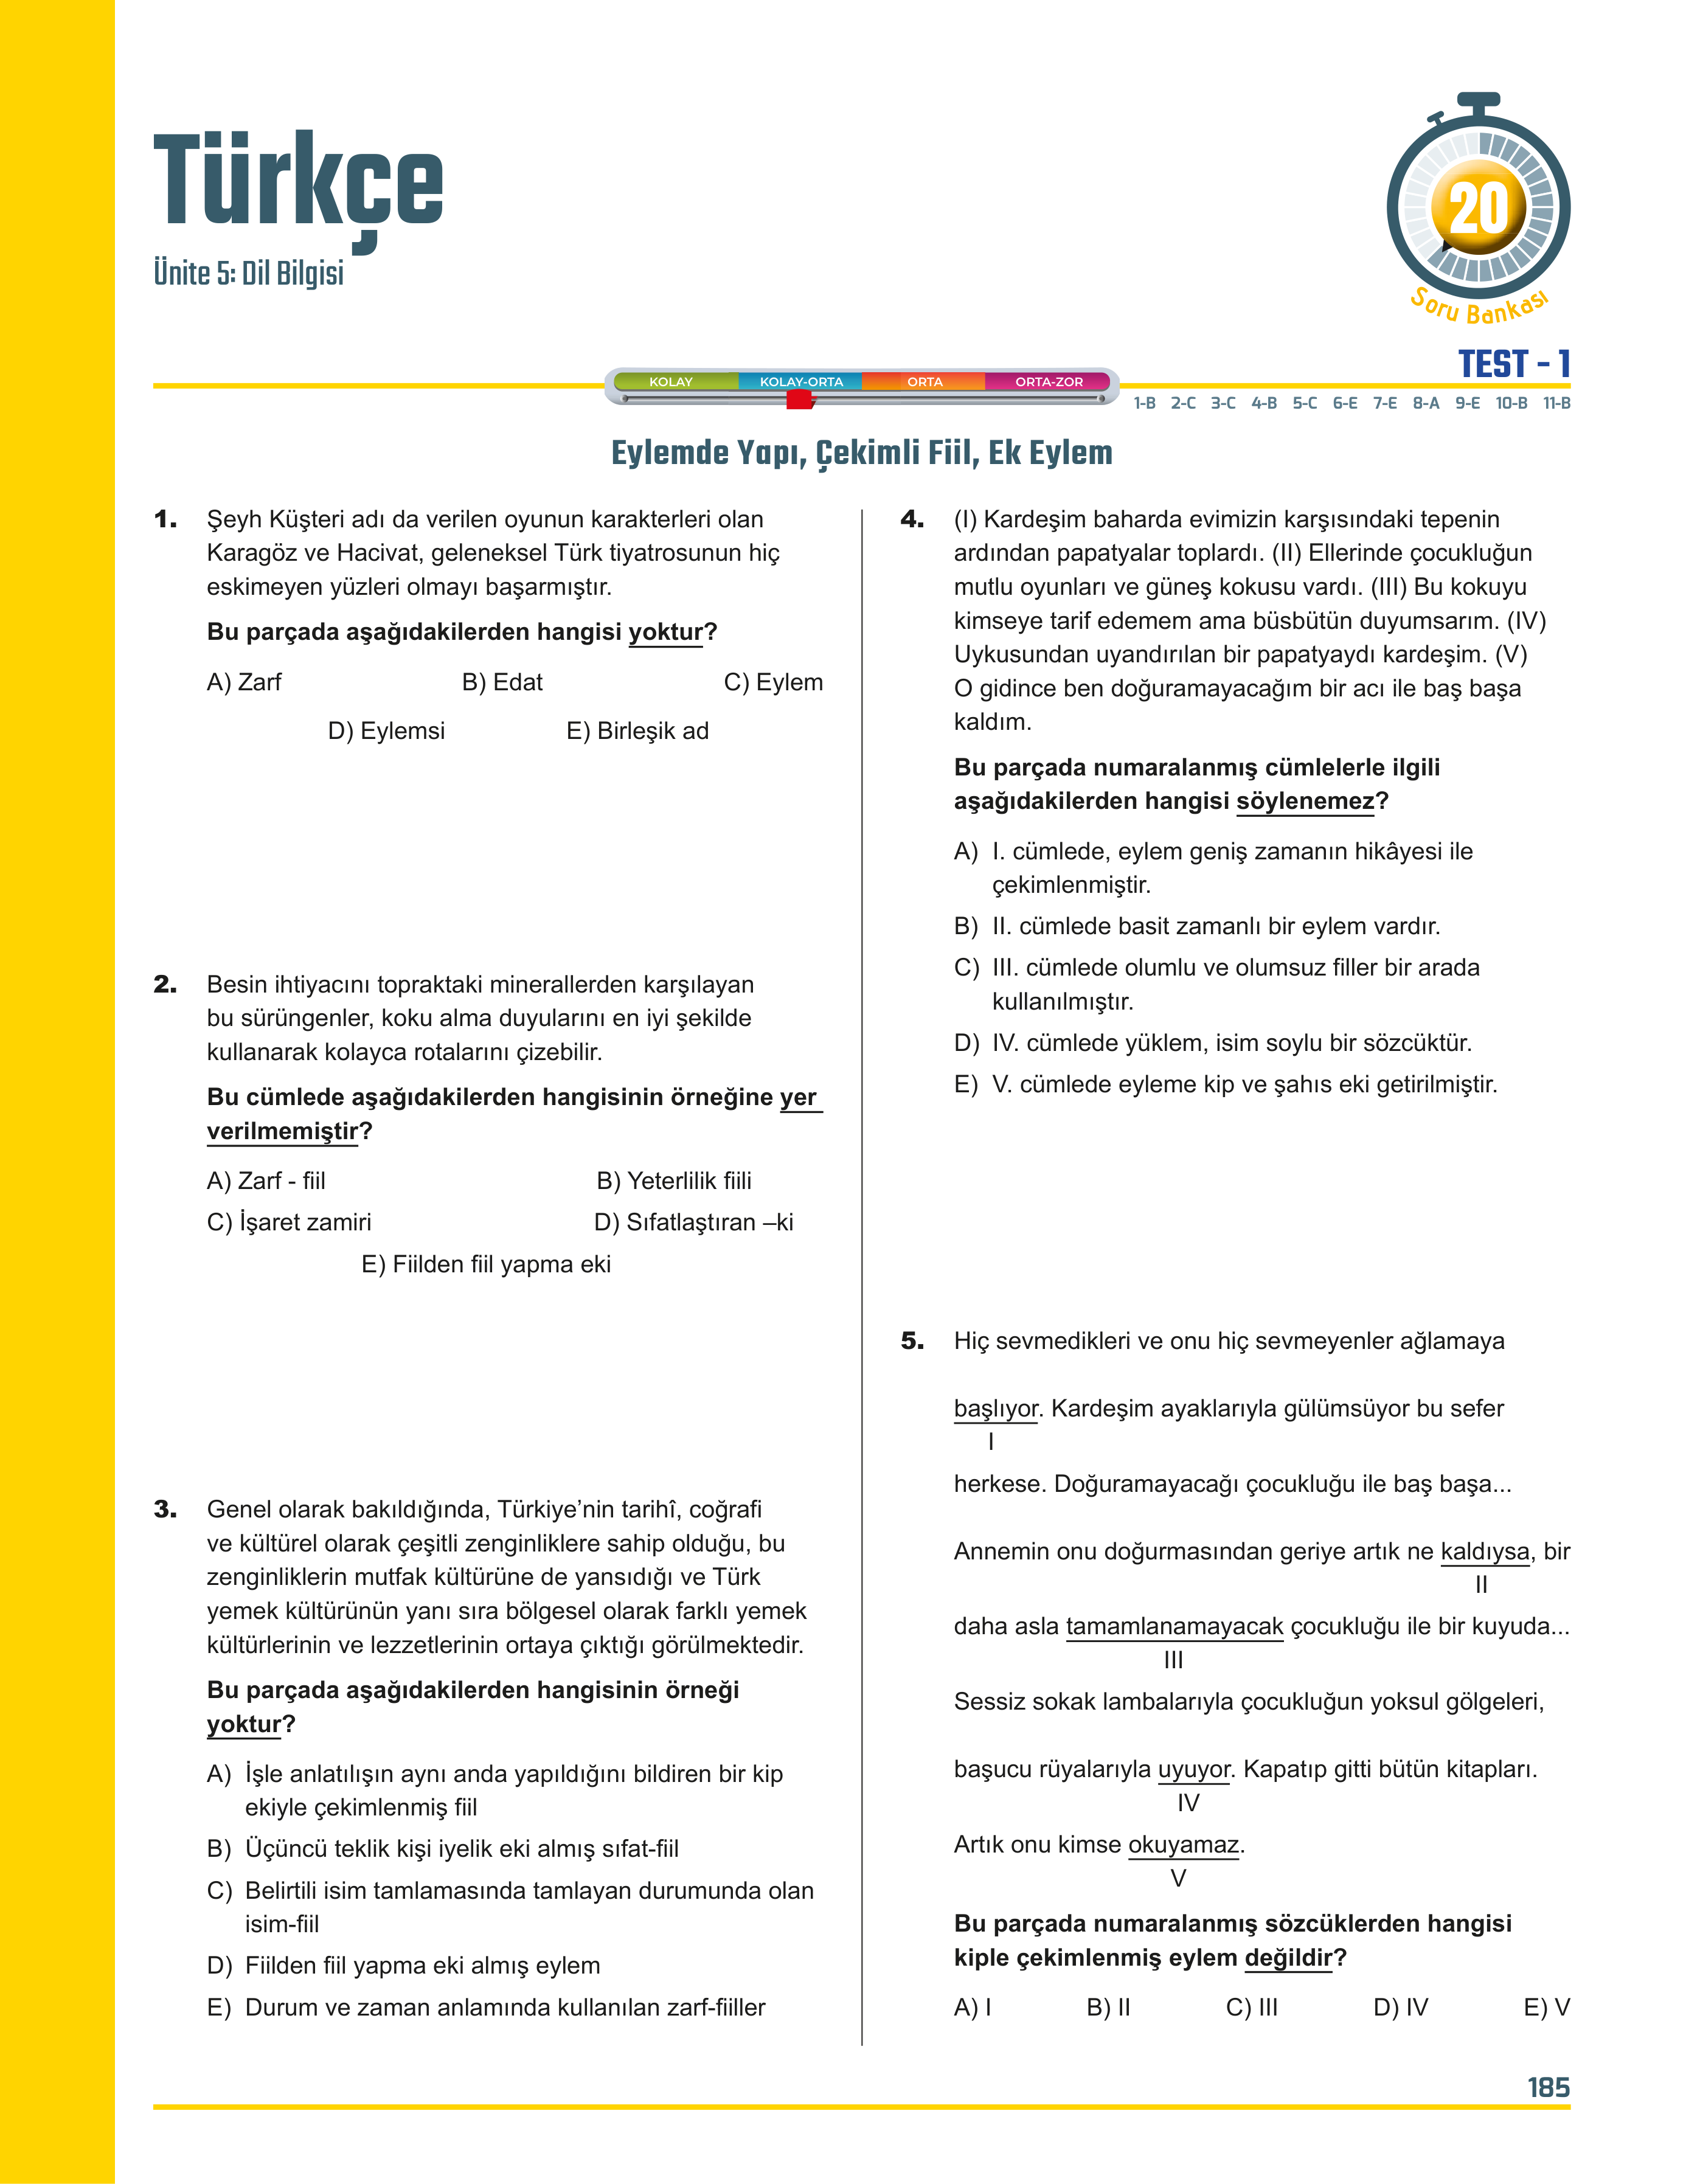 Türkçe
Ünite 5: Dil Bilgisi
20
Soru Bankası
TEST - 1
KOLAY KOLAY-ORTA ORTA ORTA-ZOR
1-B 2-C 3-C 4-B 5-C 6-E 7-E 8-A 9-E 10-B 11-B
Eylemde Yapı, Çekimli Fiil, Ek Eylem
1. Şeyh Küşteri adı da verilen oyunun karakterleri olan
Karagöz ve Hacivat, geleneksel Türk tiyatrosunun hiç
eskimeyen yüzleri olmayı başarmıştır.
Bu parçada aşağıdakilerden hangisi yoktur?
A) Zarf B) Edat C) Eylem
D) Eylemsi E) Birleşik ad
2. Besin ihtiyacını topraktaki minerallerden karşılayan
bu sürüngenler, koku alma duyularını en iyi şekilde
kullanarak kolayca rotalarını çizebilir.
Bu cümlede aşağıdakilerden hangisinin örneğine yer
verilmemiştir?
A) Zarf - fiil B) Yeterlilik fiili
C) İşaret zamiri D) Sıfatlaştıran –ki
E) Fiilden fiil yapma eki
3. Genel olarak bakıldığında, Türkiye’nin tarihî, coğrafi
ve kültürel olarak çeşitli zenginliklere sahip olduğu, bu
zenginliklerin mutfak kültürüne de yansıdığı ve Türk
yemek kültürünün yanı sıra bölgesel olarak farklı yemek
kültürlerinin ve lezzetlerinin ortaya çıktığı görülmektedir.
Bu parçada aşağıdakilerden hangisinin örneği
yoktur?
A) İşle anlatılışın aynı anda yapıldığını bildiren bir kip
ekiyle çekimlenmiş fiil
B) Üçüncü teklik kişi iyelik eki almış sıfat-fiil
C) Belirtili isim tamlamasında tamlayan durumunda olan
isim-fiil
D) Fiilden fiil yapma eki almış eylem
E) Durum ve zaman anlamında kullanılan zarf-fiiller
4. (I) Kardeşim baharda evimizin karşısındaki tepenin
ardından papatyalar toplardı. (II) Ellerinde çocukluğun
mutlu oyunları ve güneş kokusu vardı. (III) Bu kokuyu
kimseye tarif edemem ama büsbütün duyumsarım. (IV)
Uykusundan uyandırılan bir papatyaydı kardeşim. (V)
O gidince ben doğuramayacağım bir acı ile baş başa
kaldım.
Bu parçada numaralanmış cümlelerle ilgili
aşağıdakilerden hangisi söylenemez?
A) I. cümlede, eylem geniş zamanın hikâyesi ile
çekimlenmiştir.
B) II. cümlede basit zamanlı bir eylem vardır.
C) III. cümlede olumlu ve olumsuz filler bir arada
kullanılmıştır.
D) IV. cümlede yüklem, isim soylu bir sözcüktür.
E) V. cümlede eyleme kip ve şahıs eki getirilmiştir.
5. Hiç sevmedikleri ve onu hiç sevmeyenler ağlamaya
başlıyor. Kardeşim ayaklarıyla gülümsüyor bu sefer
I
herkese. Doğuramayacağı çocukluğu ile baş başa...
Annemin onu doğurmasından geriye artık ne kaldıysa, bir
II
daha asla tamamlanamayacak çocukluğu ile bir kuyuda...
III
Sessiz sokak lambalarıyla çocukluğun yoksul gölgeleri,
başucu rüyalarıyla uyuyor. Kapatıp gitti bütün kitapları.
IV
Artık onu kimse okuyamaz.
V
Bu parçada numaralanmış sözcüklerden hangisi
kiple çekimlenmiş eylem değildir?
A) I B) II C) III D) IV E) V
185